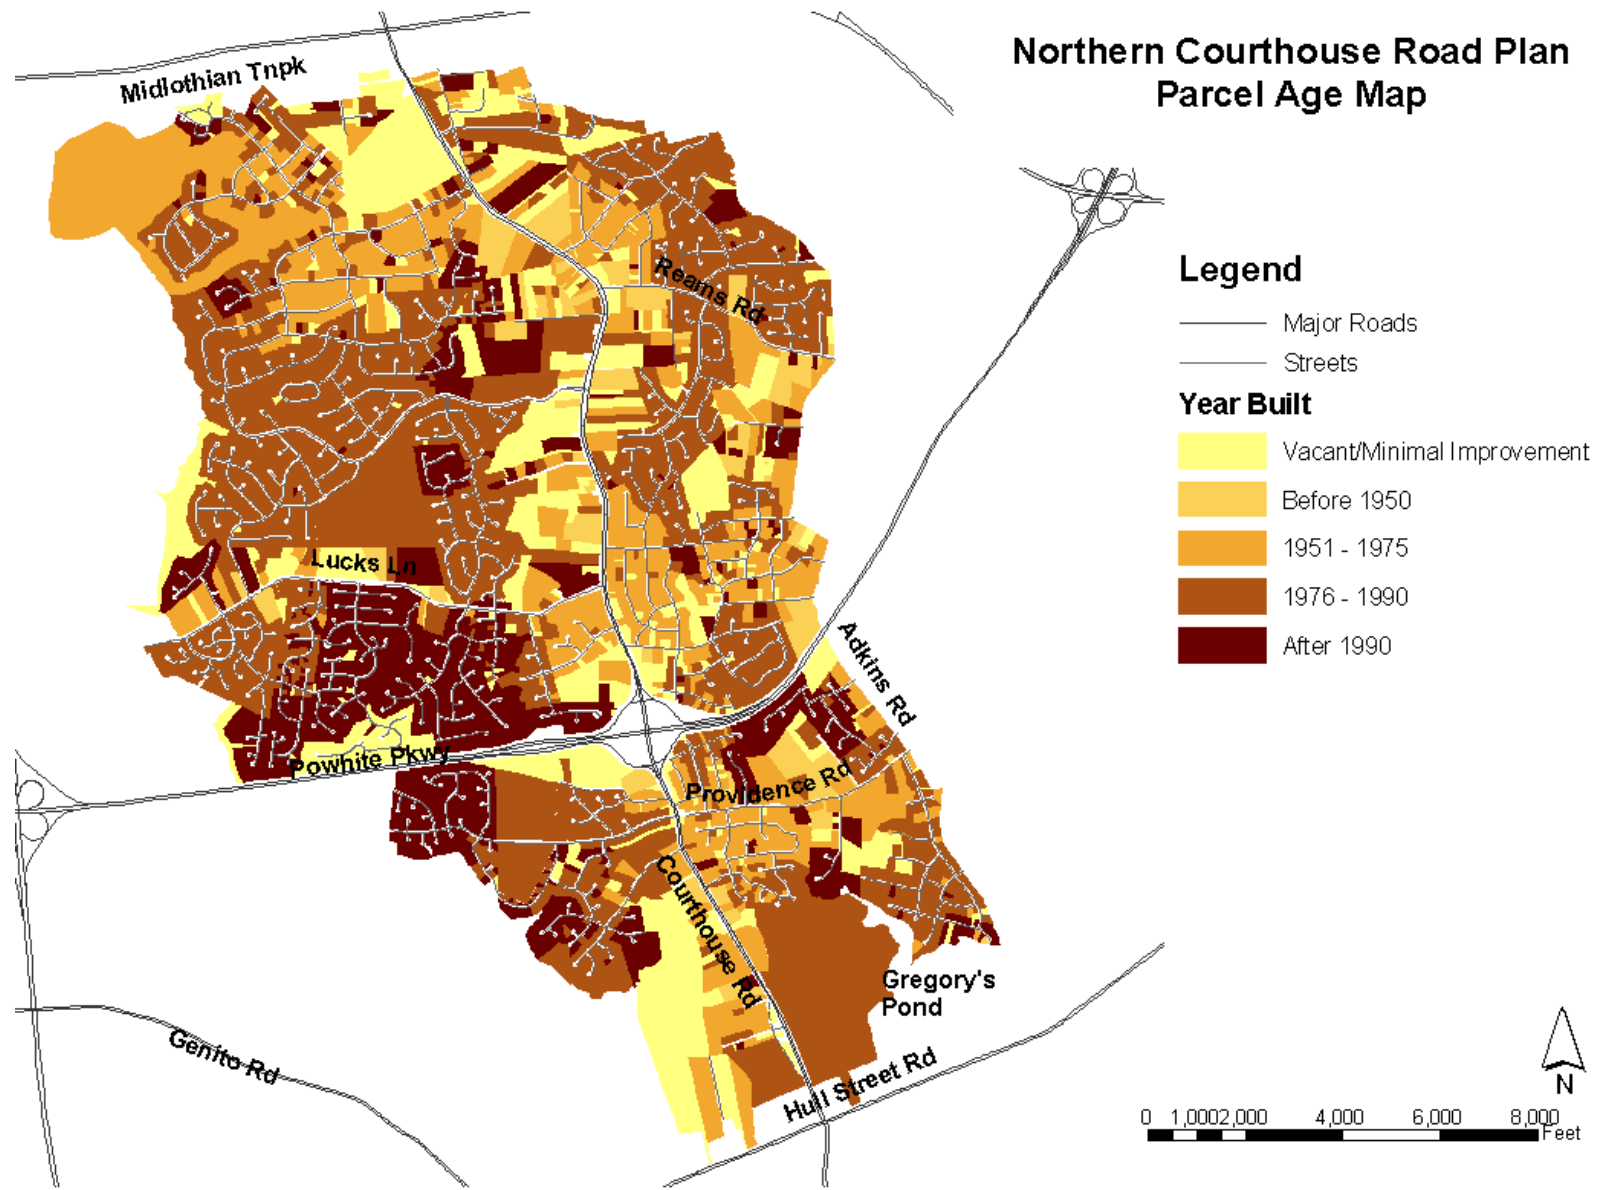 Northern Courthouse Road Plan
Parcel Age Map
Midlothian Tnpk
Reams Rd
Legend
Major Roads
Streets
Year Built
Vacant/Minimal Improvement
Before 1950
1951 - 1975
1976 - 1990
After 1990
Lucks Ln
Adkins Rd
Powhite Pkwy
Providence Rd
Courthouse Rd
Gregory's
Pond
Genito Rd
Hull Street Rd
N
0 1,000 2,000 4,000 6,000 8,000
Feet